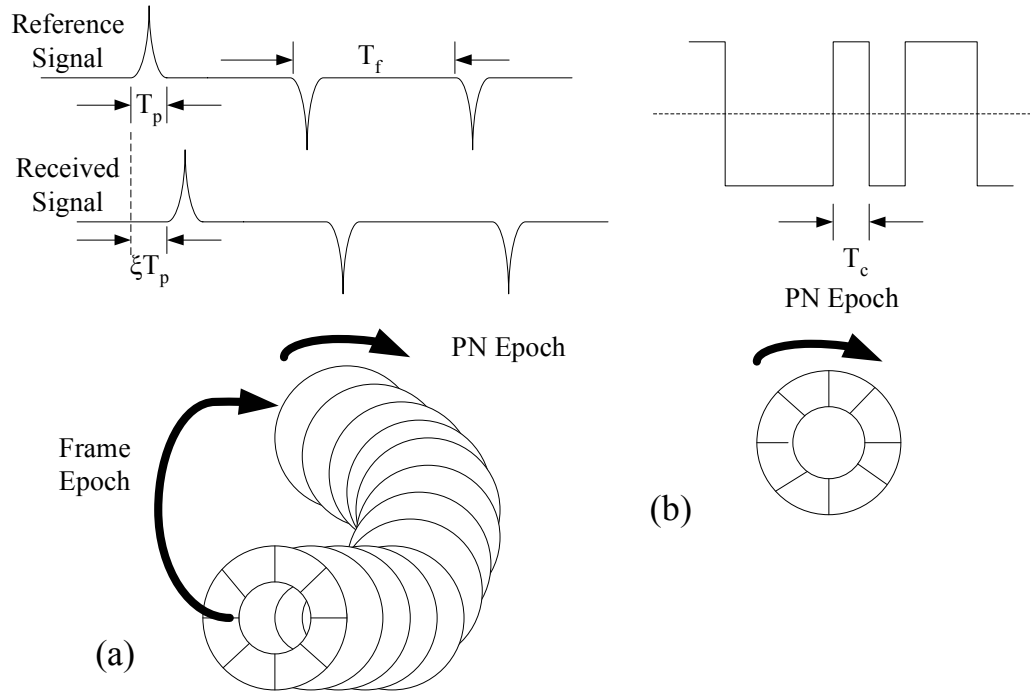 Reference
Signal
T_f
T_p
Received
Signal
ξT_p
T_c
PN Epoch
PN Epoch
Frame
Epoch
(b)
(a)